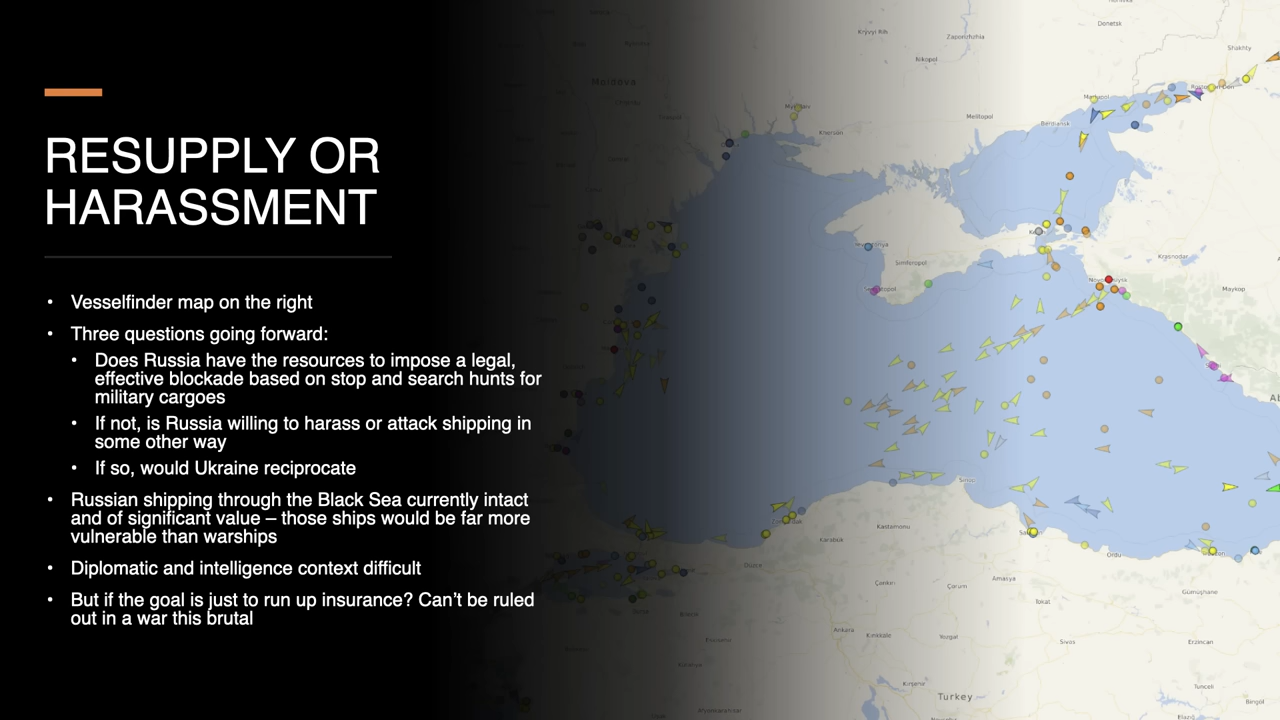 RESUPPLY OR
HARASSMENT
• Vesselfinder map on the right
• Three questions going forward:
• Does Russia have the resources to impose a legal,
effective blockade based on stop and search hunts for
military cargoes
• If not, is Russia willing to harass or attack shipping in
some other way
• If so, would Ukraine reciprocate
• Russian shipping through the Black Sea currently intact
and of significant value – those ships would be far more
vulnerable than warships
• Diplomatic and intelligence context difficult
• But if the goal is just to run up insurance? Can't be ruled
out in a war this brutal
Donetsk
Kryvyi Rih
Zaporizhzhia
Shakhty
Nikopol
Moldova
Melitopol
Berdiansk
Kherson
Simferopol
Krasnodar
Maykop
Sinop
Kastamonu
Karabük
Ordu
Düzce
Amasya
Çankırı
Çorum
Gümüşhane
Tokat
Ankara
Kırıkkale
Yozgat
Sivas
Erzincan
Kırşehir
Tunceli
Turkey
Bingöl
Elazığ